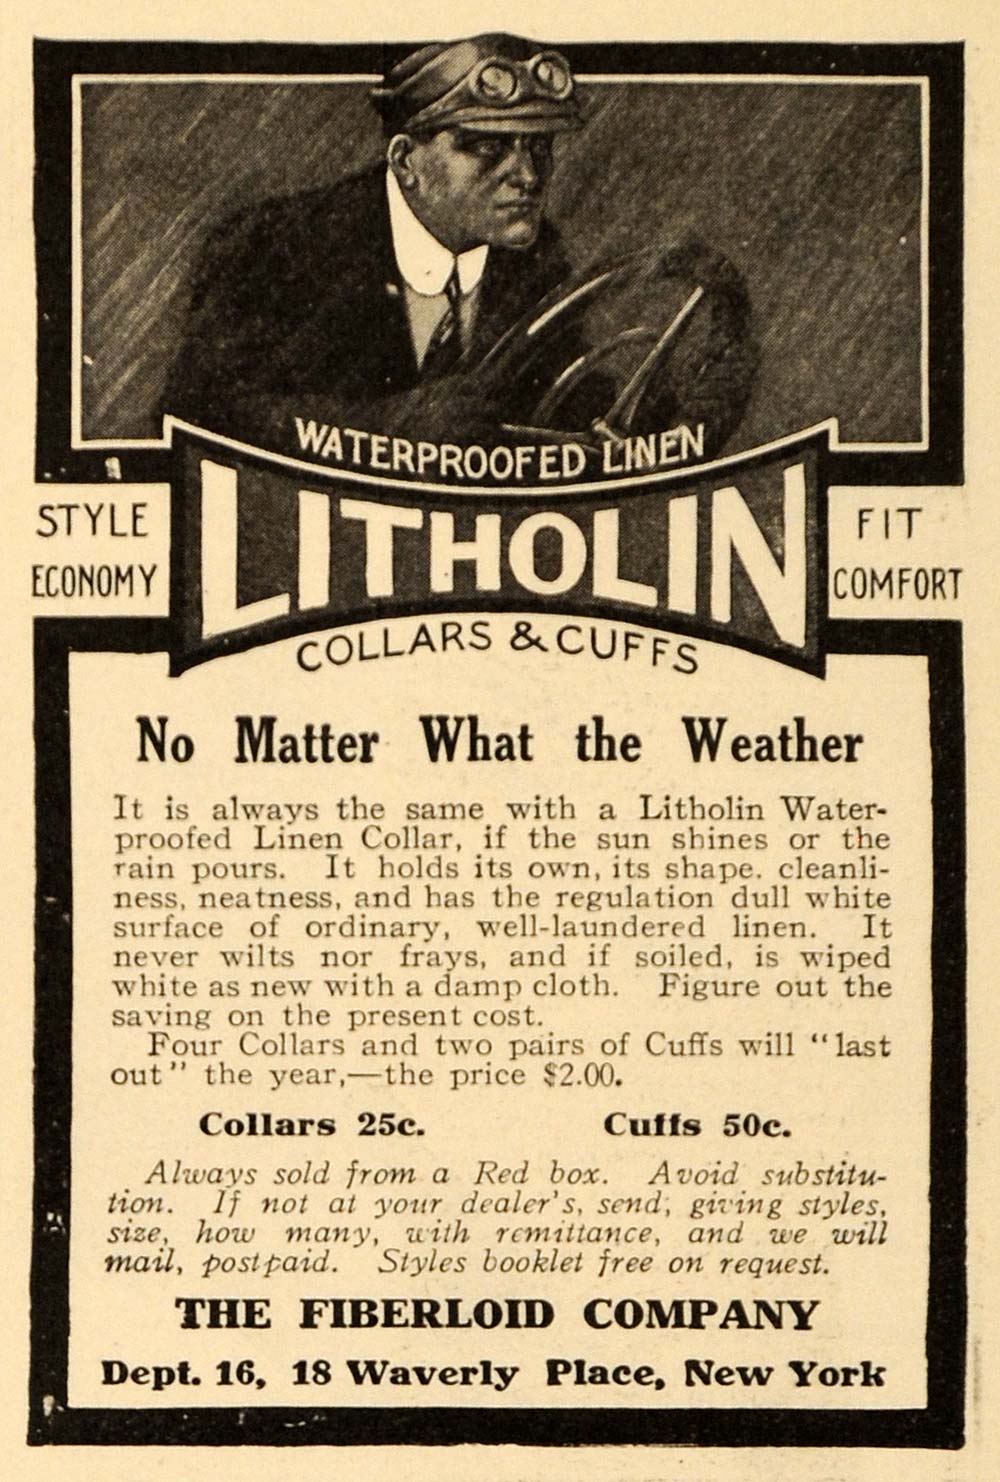 WATERPROOFED LINEN
LITHOLIN
COLLARS & CUFFS
STYLE
ECONOMY
FIT
COMFORT
No Matter What the Weather
It is always the same with a Litholin Water-
proofed Linen Collar, if the sun shines or the
rain pours. It holds its own, its shape. cleanli-
ness, neatness, and has the regulation dull white
surface of ordinary, well-laundered linen. It
never wilts nor frays, and if soiled, is wiped
white as new with a damp cloth. Figure out the
saving on the present cost.
Four Collars and two pairs of Cuffs will "last
out" the year,—the price $2.00.
Collars 25c. Cuffs 50c.
Always sold from a Red box. Avoid substitu-
tion. If not at your dealer's, send, giving styles,
size, how many, with remittance, and we will
mail, postpaid. Styles booklet free on request.
THE FIBERLOID COMPANY
Dept. 16, 18 Waverly Place, New York